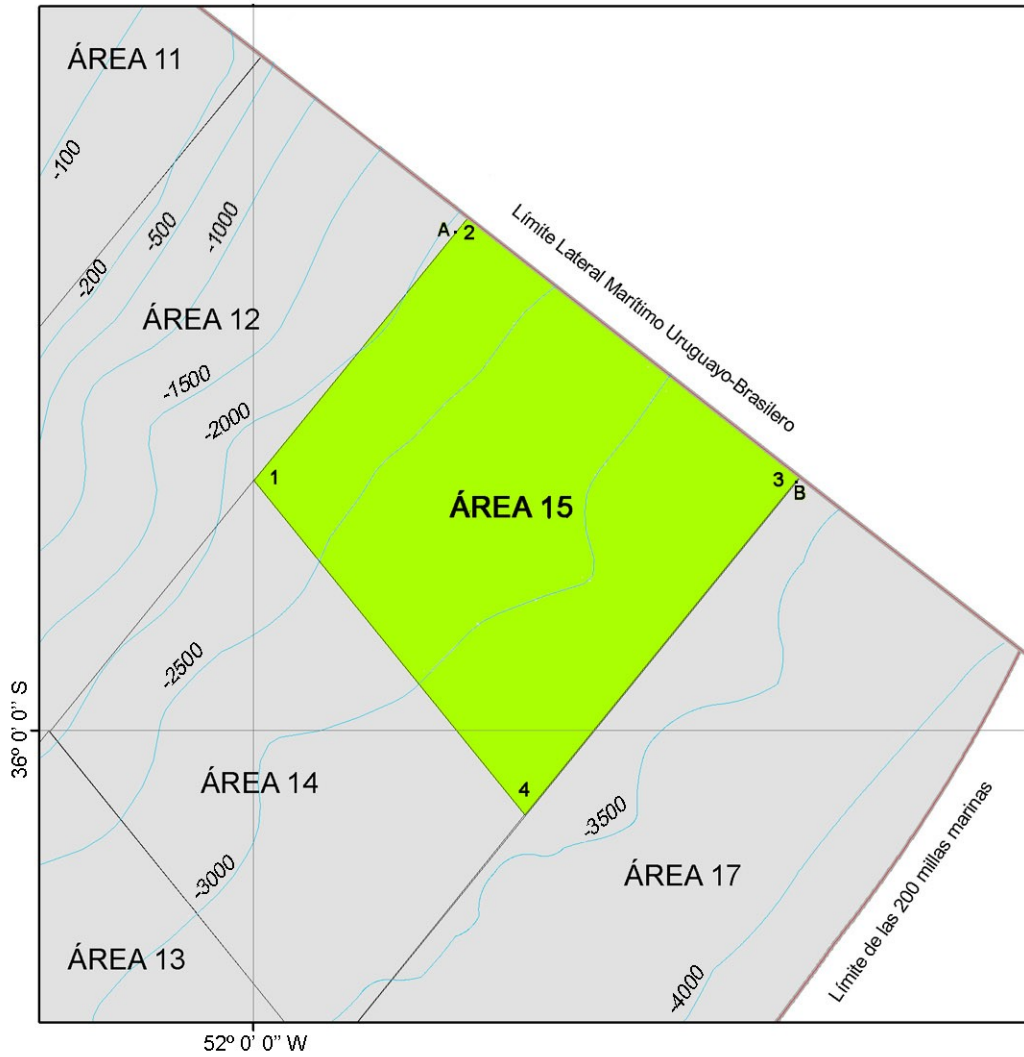 ÁREA 11
-100
-500
-1000
-200
Límite Lateral Marítimo Uruguayo-Brasilero
A
2
ÁREA 12
-1500
-2000
1
3
B
ÁREA 15
-2500
36º 0' 0'' S
ÁREA 14
4
-3500
-3000
ÁREA 17
ÁREA 13
-4000
Límite de las 200 millas marinas
52º 0' 0'' W